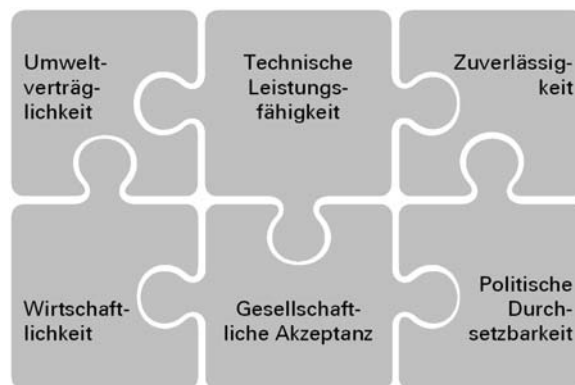 Umwelt-
verträg-
lichkeit
Technische
Leistungs-
fähigkeit
Zuverlässig-
keit
Wirtschaft-
lichkeit
Gesellschaft-
liche Akzeptanz
Politische
Durch-
setzbarkeit